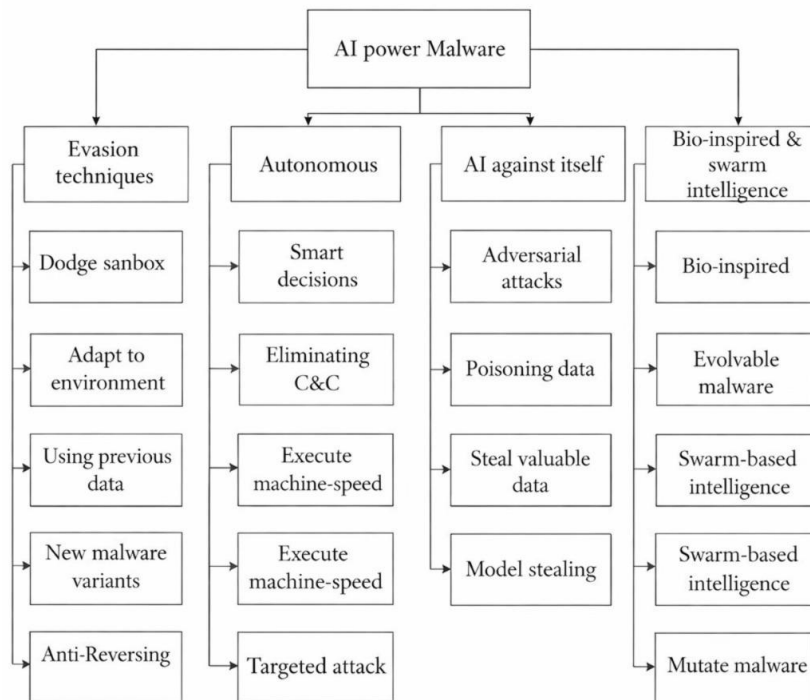 AI power Malware
Evasion
techniques
Autonomous
AI against itself
Bio-inspired &
swarm
intelligence
Dodge sanbox
Smart
decisions
Adversarial
attacks
Bio-inspired
Adapt to
environment
Eliminating
C&C
Poisoning data
Evolvable
malware
Using previous
data
Execute
machine-speed
Steal valuable
data
Swarm-based
intelligence
New malware
variants
Execute
machine-speed
Model stealing
Swarm-based
intelligence
Anti-Reversing
Targeted attack
Mutate malware